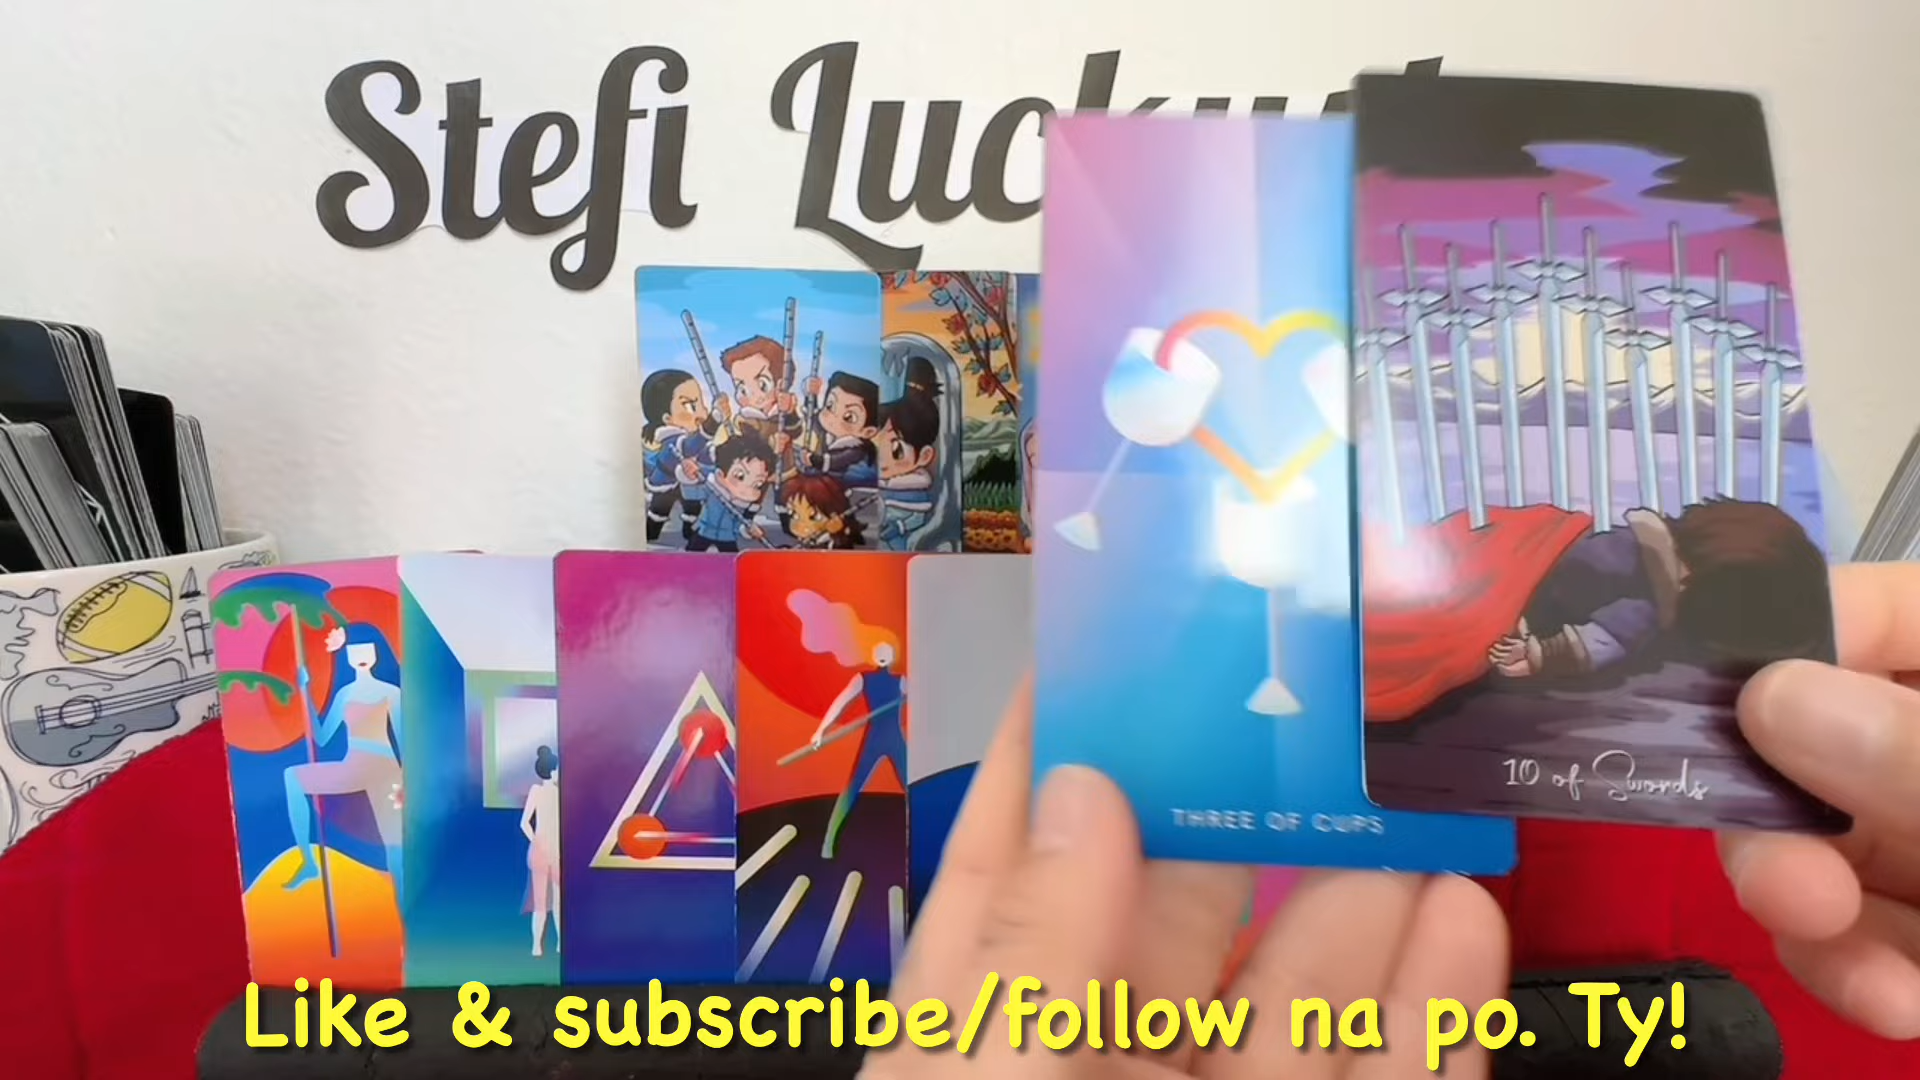 Stefi
THREE OF CUPS
10 of Swords
Like & subscribe/follow na po. Ty!